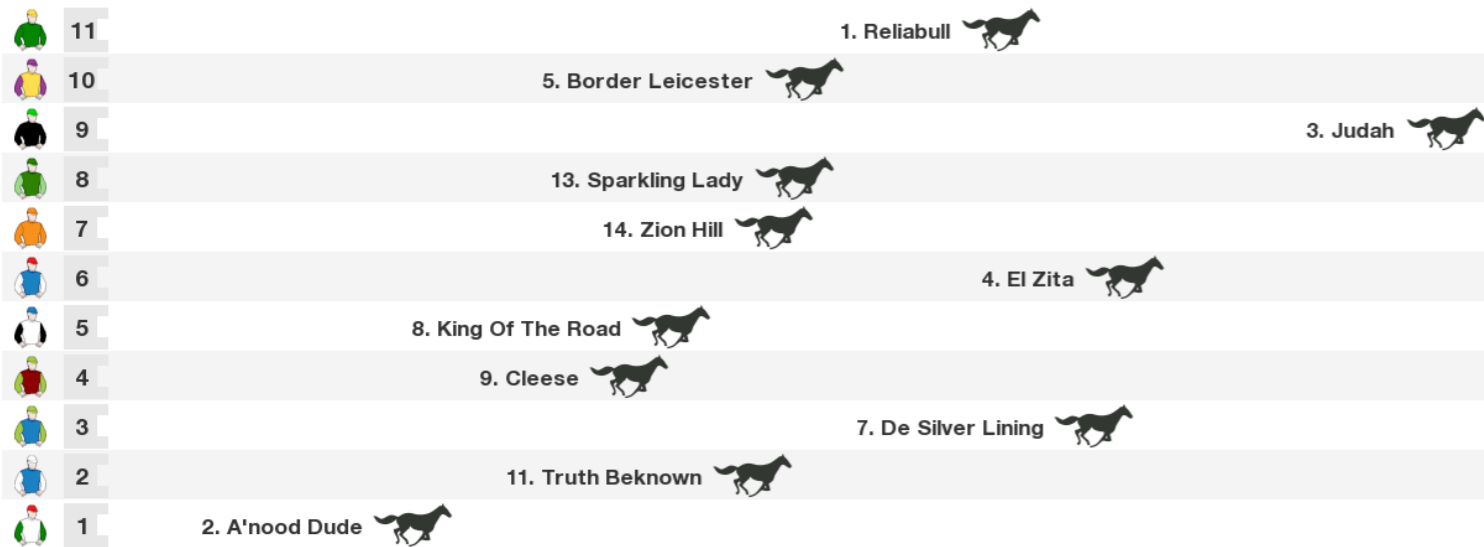 11 1. Reliabull
10 5. Border Leicester
9 3. Judah
8 13. Sparkling Lady
7 14. Zion Hill
6 4. El Zita
5 8. King Of The Road
4 9. Cleese
3 7. De Silver Lining
2 11. Truth Beknown
1 2. A'nood Dude